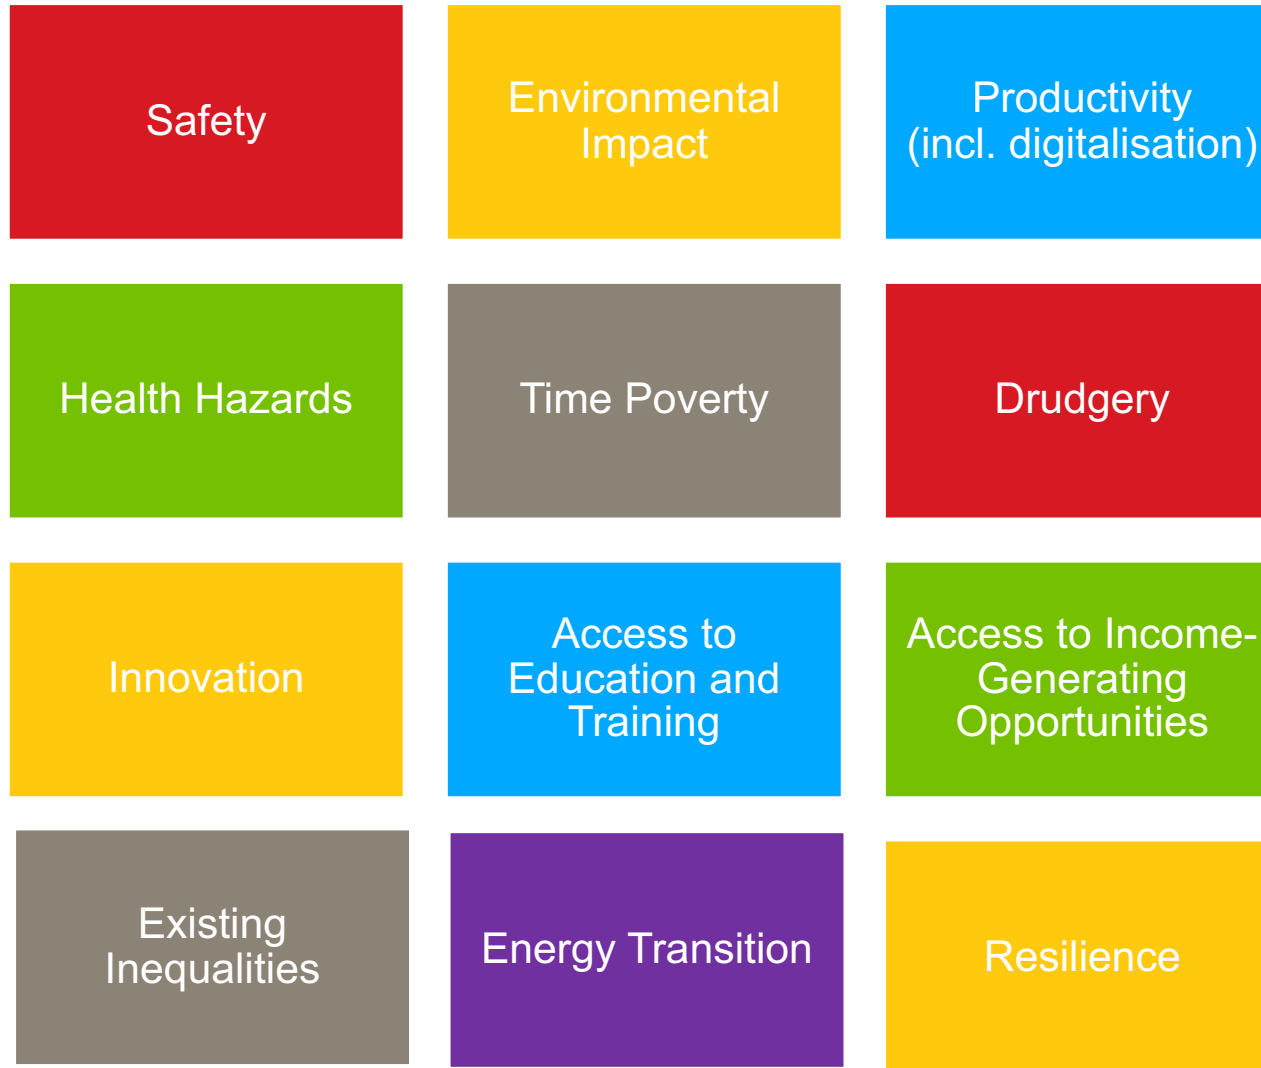 Safety
Environmental
Impact
Productivity
(incl. digitalisation)
Health Hazards
Time Poverty
Drudgery
Innovation
Access to
Education and
Training
Access to Income-
Generating
Opportunities
Existing
Inequalities
Energy Transition
Resilience